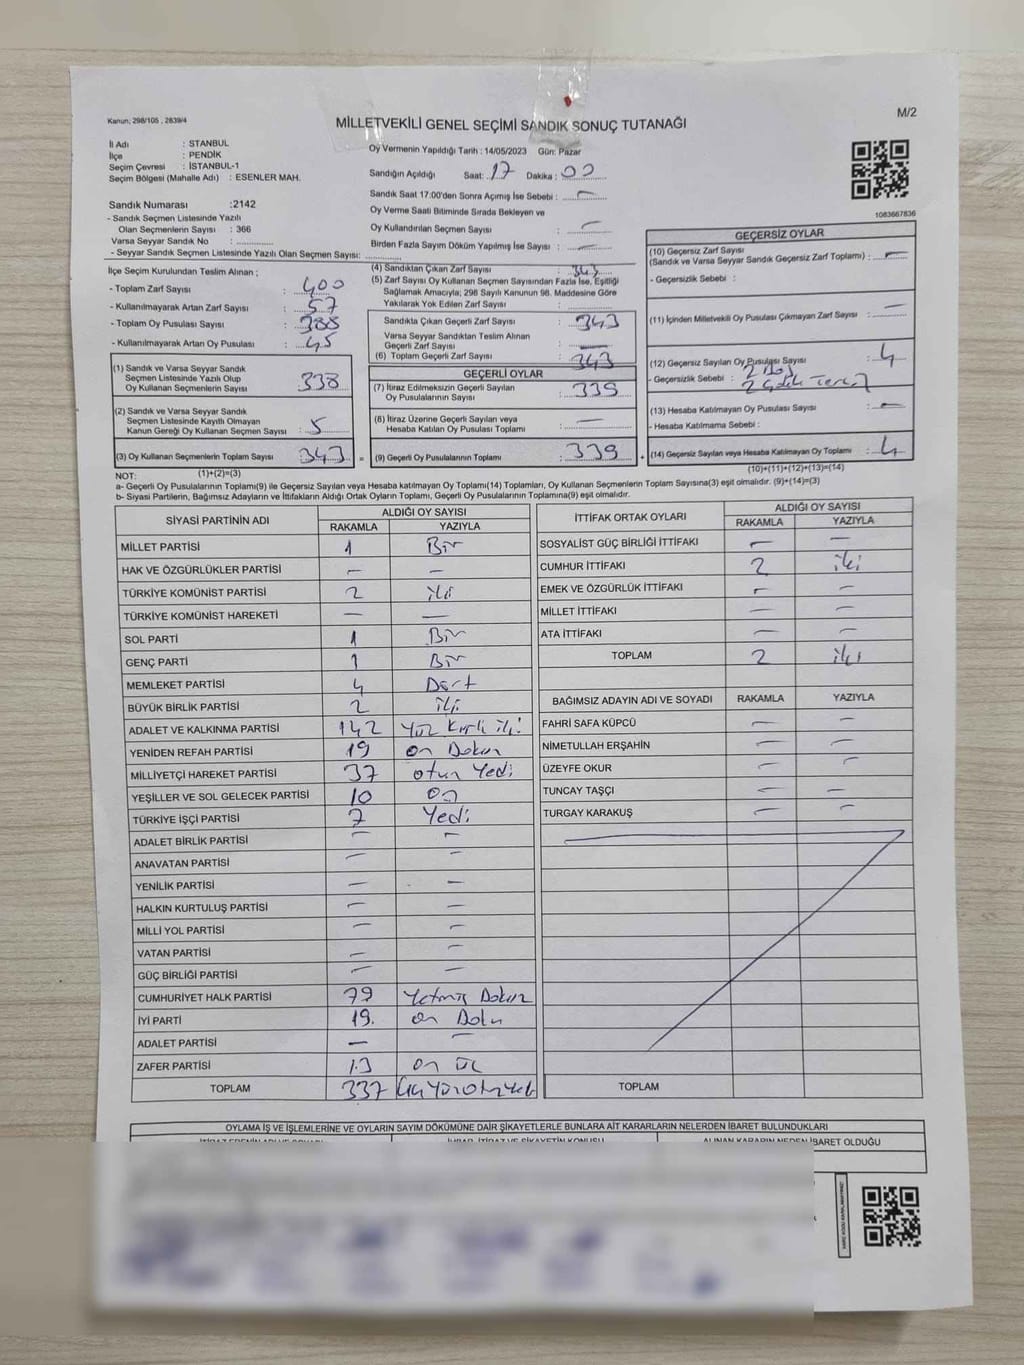 Kanun; 298/105 , 2839/4
M/2
MİLLETVEKİLİ GENEL SEÇİMİ SANDIK SONUÇ TUTANAĞI
İl Adı : STANBUL
İlçe : PENDİK
Seçim Çevresi : İSTANBUL-1
Seçim Bölgesi (Mahalle Adı) : ESENLER MAH.
Sandık Numarası :2142
- Sandık Seçmen Listesinde Yazılı
Olan Seçmenlerin Sayısı : 366
Varsa Seyyar Sandık No :
- Seyyar Sandık Seçmen Listesinde Yazılı Olan Seçmen Sayısı:
Oy Vermenin Yapıldığı Tarih : 14/05/2023 Gün: Pazar
Sandığın Açıldığı Saat: 17 Dakika : 00
Sandık Saat 17:00'den Sonra Açımış İse Sebebi : —
Oy Verme Saati Bitiminde Sırada Bekleyen ve
Oy Kullandırılan Seçmen Sayısı : —
Birden Fazla Sayım Döküm Yapılmış İse Sayısı : —
1083667836
İlçe Seçim Kurulundan Teslim Alınan ;
- Toplam Zarf Sayısı : 400
- Kullanılmayarak Artan Zarf Sayısı : 57
- Toplam Oy Pusulası Sayısı : 388
- Kullanılmayarak Artan Oy Pusulası : 45
(4) Sandıktan Çıkan Zarf Sayısı : 343
(5) Zarf Sayısı Oy Kullanan Seçmen Sayısından Fazla İse, Eşitliği
Sağlamak Amacıyla; 298 Sayılı Kanunun 98. Maddesine Göre
Yakılarak Yok Edilen Zarf Sayısı :
Sandıkta Çıkan Geçerli Zarf Sayısı : 343
Varsa Seyyar Sandıktan Teslim Alınan
Geçerli Zarf Sayısı : —
(6) Toplam Geçerli Zarf Sayısı : 343
GEÇERSİZ OYLAR
(10) Geçersiz Zarf Sayısı
(Sandık ve Varsa Seyyar Sandık Geçersiz Zarf Toplamı) : —
- Geçersizlik Sebebi :
(11) İçinden Milletvekili Oy Pusulası Çıkmayan Zarf Sayısı : —
(12) Geçersiz Sayılan Oy Pusulası Sayısı : 4
- Geçersizlik Sebebi : 2 Boş
2
(13) Hesaba Katılmayan Oy Pusulası Sayısı : —
- Hesaba Katılmama Sebebi :
(14) Geçersiz Sayılan veya Hesaba Katılmayan Oy Toplamı : 4
(10)+(11)+(12)+(13)=(14)
(1) Sandık ve Varsa Seyyar Sandık
Seçmen Listesinde Yazılı Olup
Oy Kullanan Seçmenlerin Sayısı : 338
(2) Sandık ve Varsa Seyyar Sandık
Seçmen Listesinde Kayıtlı Olmayan
Kanun Gereği Oy Kullanan Seçmen Sayısı : 5
(3) Oy Kullanan Seçmenlerin Toplam Sayısı : 343 =
(1)+(2)=(3)
GEÇERLİ OYLAR
(7) İtiraz Edilmeksizin Geçerli Sayılan
Oy Pusulalarının Sayısı : 339
(8) İtiraz Üzerine Geçerli Sayılan veya
Hesaba Katılan Oy Pusulası Toplamı : —
(9) Geçerli Oy Pusulalarının Toplamı : 339 +
NOT:
a- Geçerli Oy Pusulalarının Toplamı(9) ile Geçersiz Sayılan veya Hesaba katılmayan Oy Toplamı(14) Toplamları, Oy Kullanan Seçmenlerin Toplam Sayısına(3) eşit olmalıdır. (9)+(14)=(3)
b- Siyasi Partilerin, Bağımsız Adayların ve İttifakların Aldığı Ortak Oyların Toplamı, Geçerli Oy Pusulalarının Toplamına(9) eşit olmalıdır.
SİYASİ PARTİNİN ADI ALDIĞI OY SAYISI
RAKAMLA YAZIYLA
MİLLET PARTİSİ 1 Bir
HAK VE ÖZGÜRLÜKLER PARTİSİ — —
TÜRKİYE KOMÜNİST PARTİSİ 2 iki
TÜRKİYE KOMÜNİST HAREKETİ — —
SOL PARTİ 1 Bir
GENÇ PARTİ 1 Bir
MEMLEKET PARTİSİ 4 Dört
BÜYÜK BİRLİK PARTİSİ 2 iki
ADALET VE KALKINMA PARTİSİ 142 Yüz Kırk iki
YENİDEN REFAH PARTİSİ 19 on Dokuz
MİLLİYETÇİ HAREKET PARTİSİ 37 otuz Yedi
YEŞİLLER VE SOL GELECEK PARTİSİ 10 On
TÜRKİYE İŞÇİ PARTİSİ 7 Yedi
ADALET BİRLİK PARTİSİ — —
ANAVATAN PARTİSİ — —
YENİLİK PARTİSİ — —
HALKIN KURTULUŞ PARTİSİ — —
MİLLİ YOL PARTİSİ — —
VATAN PARTİSİ — —
GÜÇ BİRLİĞİ PARTİSİ — —
CUMHURİYET HALK PARTİSİ 79 Yetmiş Dokuz
İYİ PARTİ 19. on Dokuz
ADALET PARTİSİ — —
ZAFER PARTİSİ 13 on üç
TOPLAM 337 Üç Yüz Otuz Yedi
İTTİFAK ORTAK OYLARI ALDIĞI OY SAYISI
RAKAMLA YAZIYLA
SOSYALİST GÜÇ BİRLİĞİ İTTİFAKI — —
CUMHUR İTTİFAKI 2 iki
EMEK VE ÖZGÜRLÜK İTTİFAKI — —
MİLLET İTTİFAKI — —
ATA İTTİFAKI — —
TOPLAM 2 iki
BAĞIMSIZ ADAYIN ADI VE SOYADI RAKAMLA YAZIYLA
FAHRİ SAFA KÜPCÜ — —
NİMETULLAH ERŞAHİN — —
ÜZEYFE OKUR — —
TUNCAY TAŞÇI — —
TURGAY KARAKUŞ — —
TOPLAM
OYLAMA İŞ VE İŞLEMLERİNE VE OYLARIN SAYIM DÖKÜMÜNE DAİR ŞİKAYETLERLE BUNLARA AİT KARARLARIN NELERDEN İBARET BULUNDUKLARI
ALINAN KARARIN NEDEN İBARET OLDUĞU